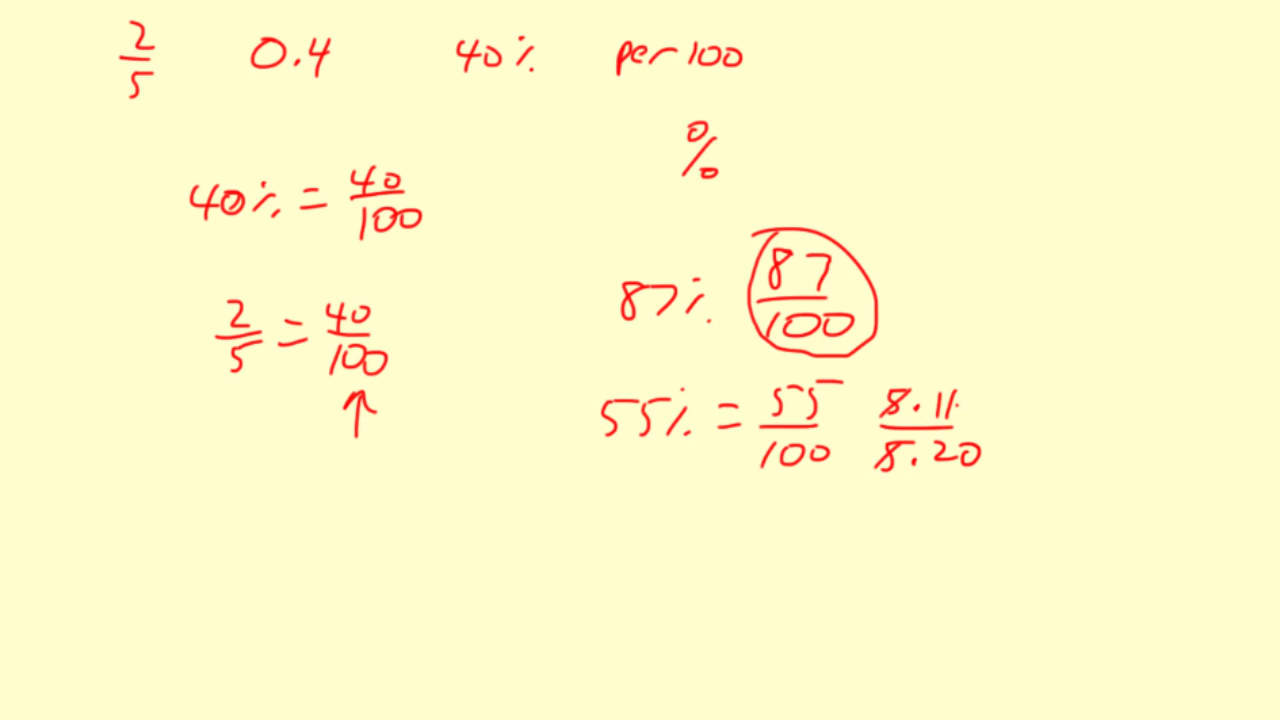 2/5 0.4 40% per 100
%
40% = 40/100
87% 87/100
2/5 = 40/100
55% = 55/100 8.11/8.20